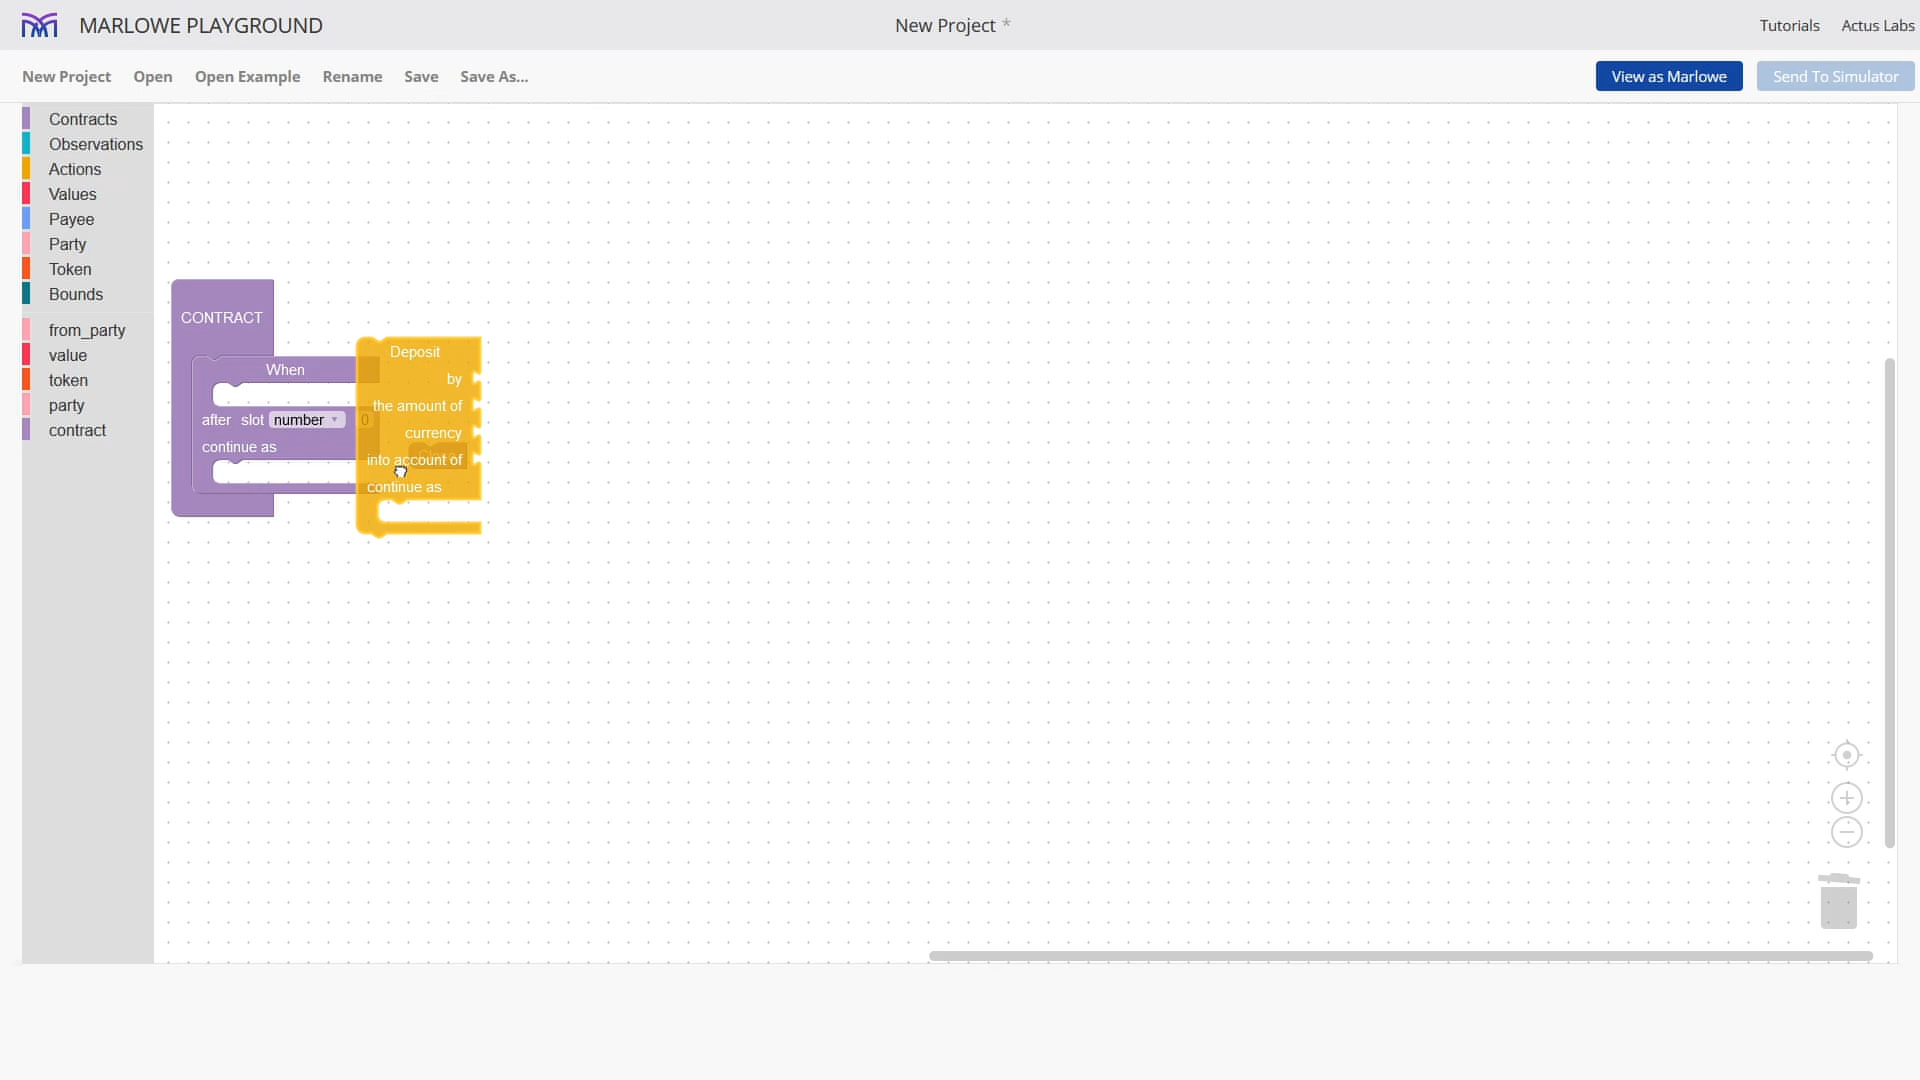 MARLOWE PLAYGROUND
New Project *
Tutorials
Actus Labs
New Project
Open
Open Example
Rename
Save
Save As...
View as Marlowe
Send To Simulator
Contracts
Observations
Actions
Values
Payee
Party
Token
Bounds
from_party
value
token
party
contract
CONTRACT
When
after slot number 0
continue as
Deposit
by
the amount of
currency
into account of
continue as